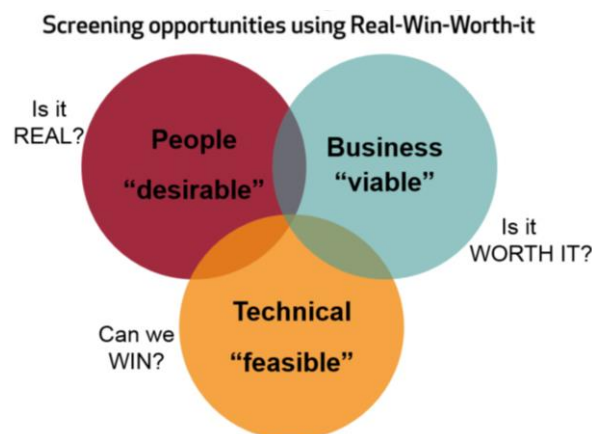 Screening opportunities using Real-Win-Worth-it
Is it
REAL?
People
"desirable"
Business
"viable"
Is it
WORTH IT?
Can we
WIN?
Technical
"feasible"